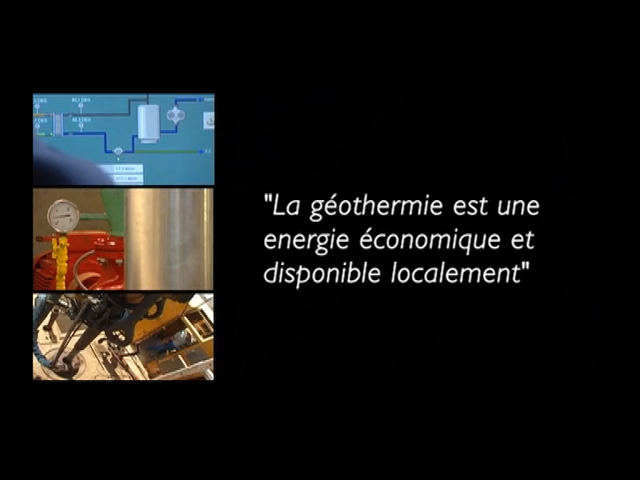 "La géothermie est une
energie économique et
disponible localement"